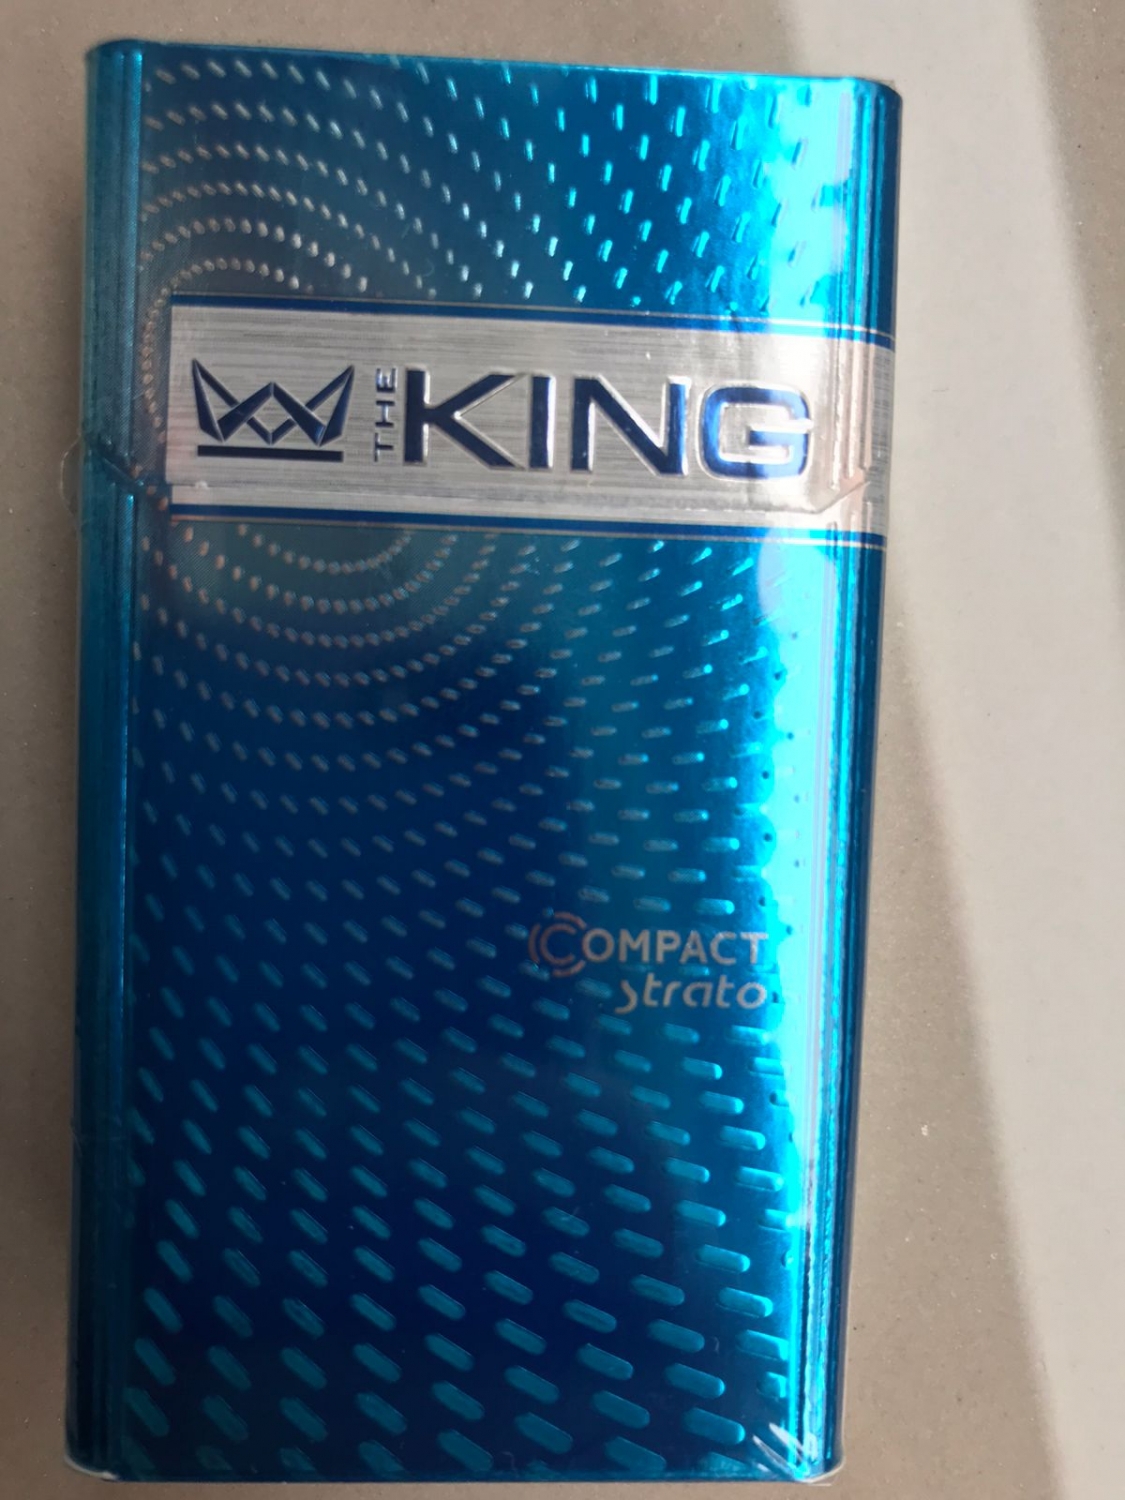 THE KING
COMPACT
strato